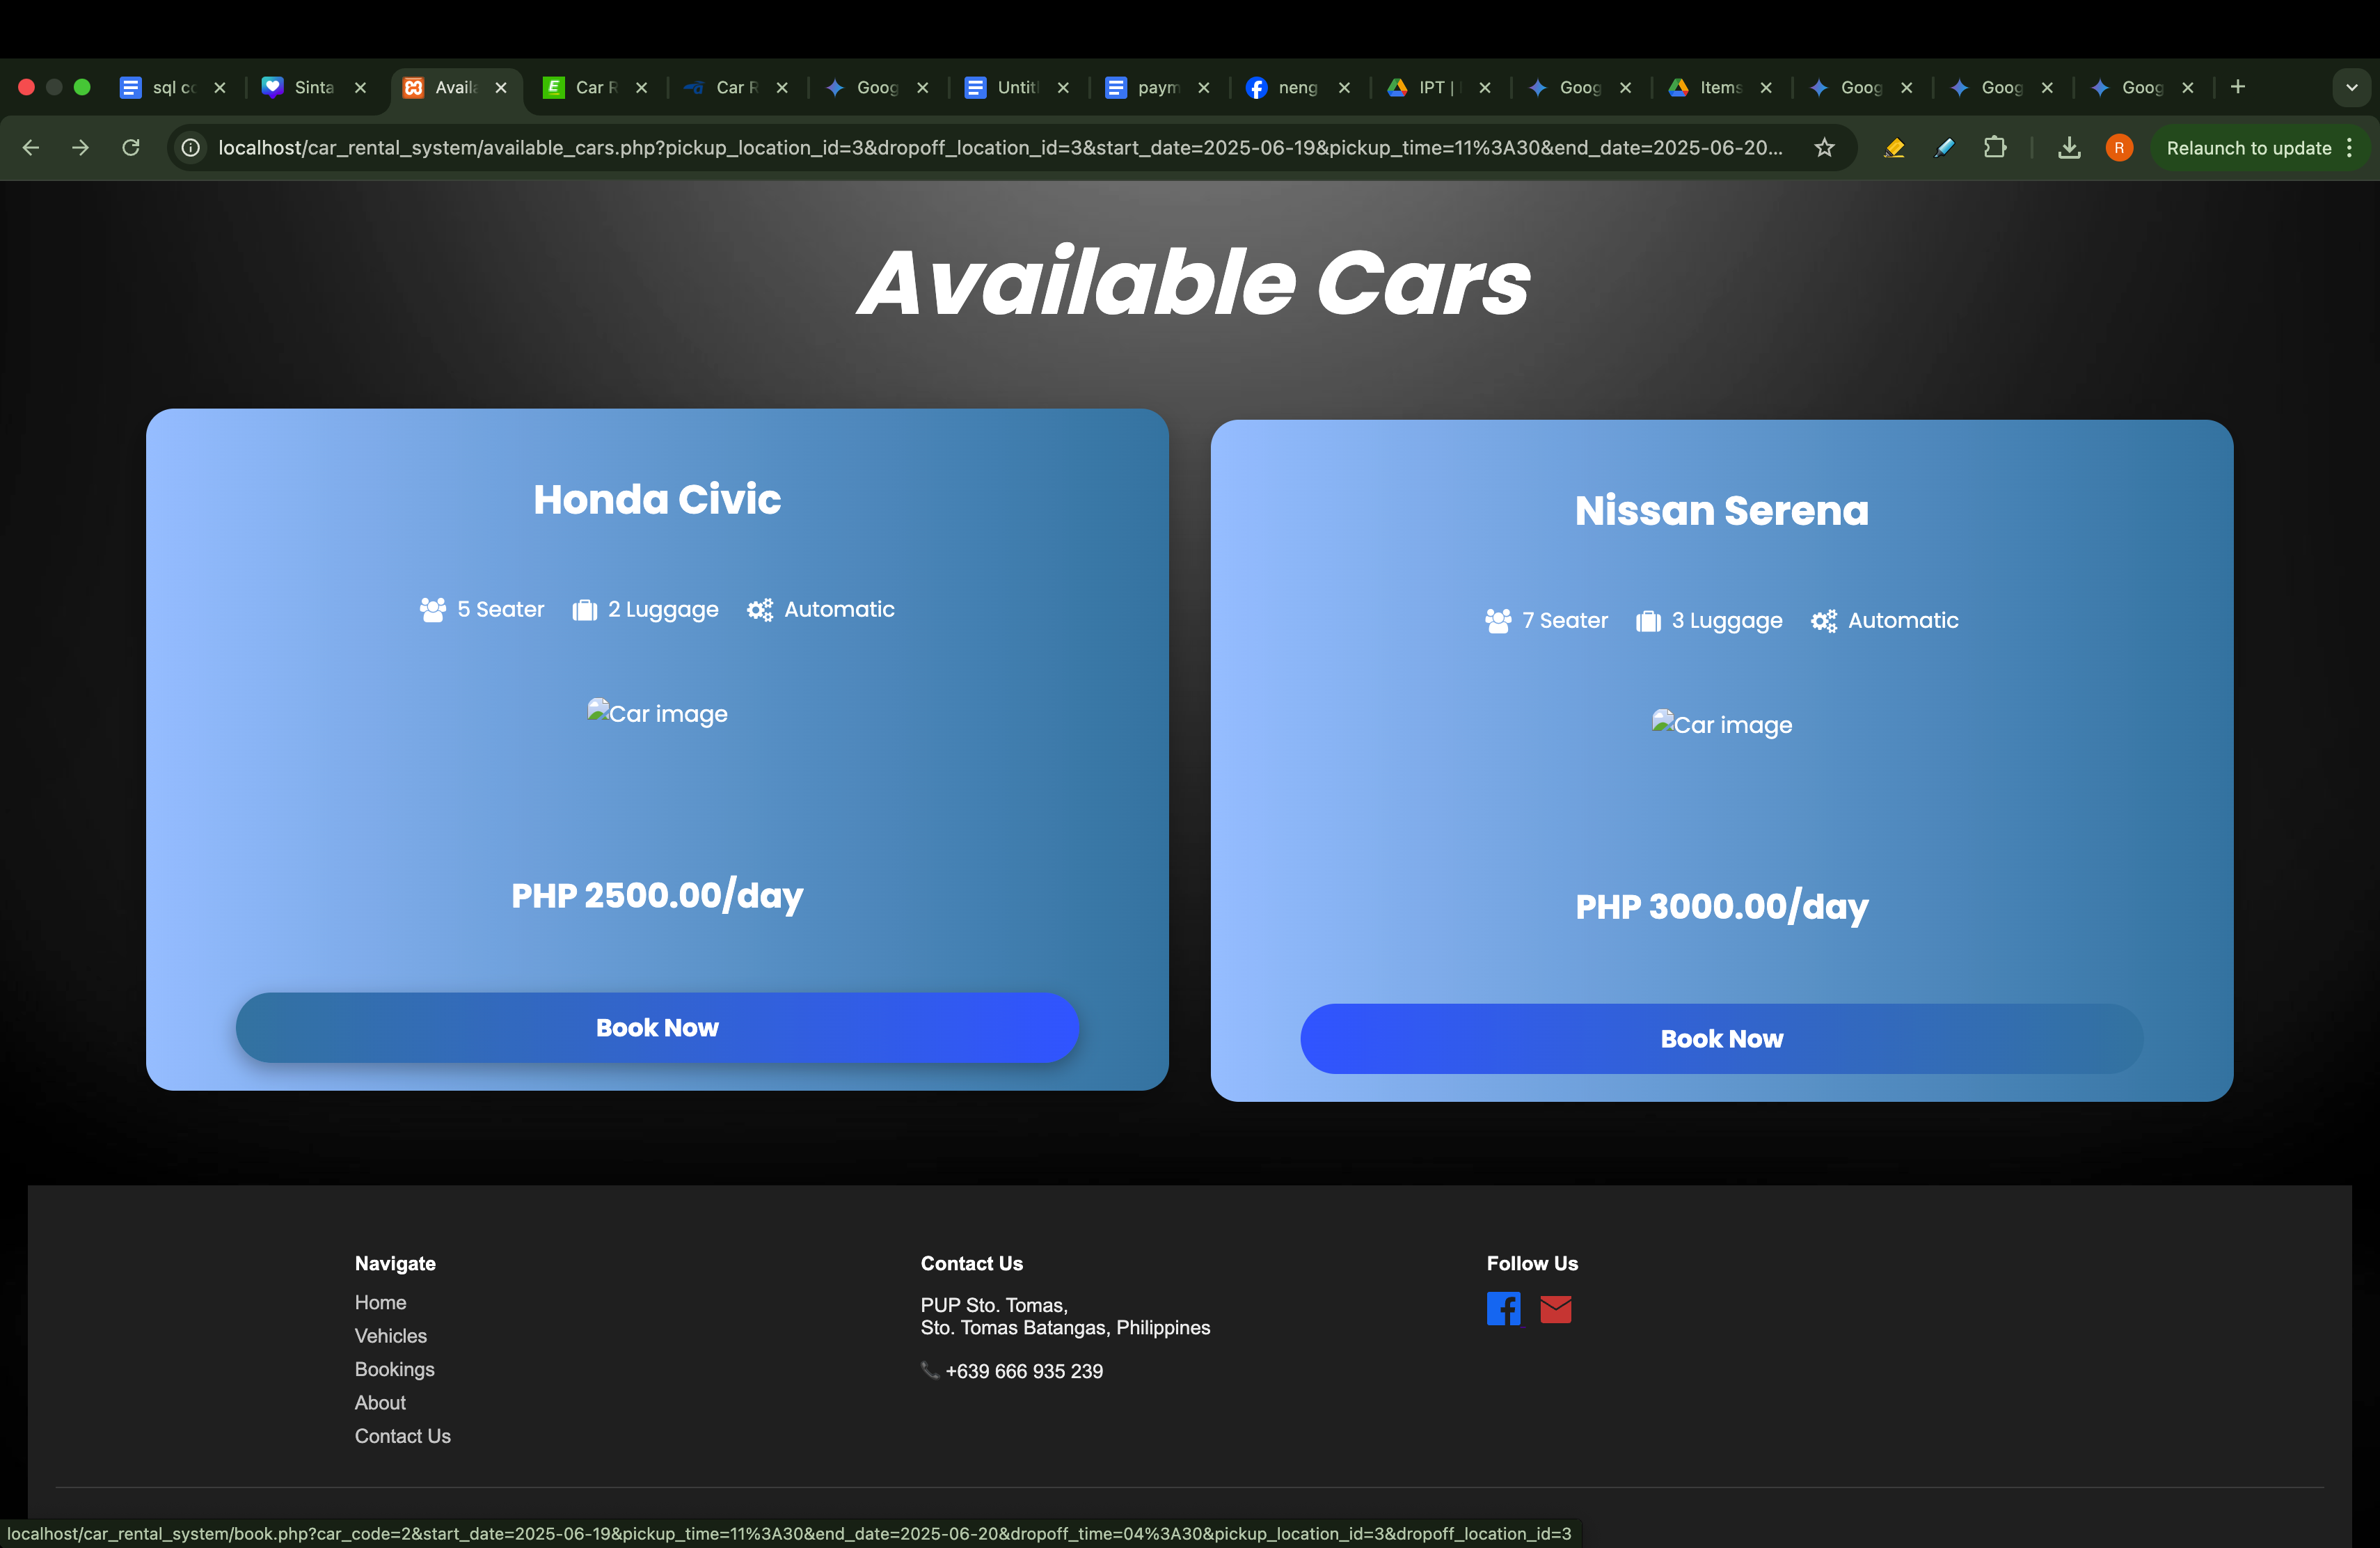 sql c
Sinta
Availa
Car R
Car R
Goog
Untit
paym
neng
IPT |
Goog
Items
Goog
Goog
Goog
localhost/car_rental_system/available_cars.php?pickup_location_id=3&dropoff_location_id=3&start_date=2025-06-19&pickup_time=11%3A30&end_date=2025-06-20...
R
Relaunch to update
Available Cars
Honda Civic
5 Seater 2 Luggage Automatic
Car image
PHP 2500.00/day
Book Now
Nissan Serena
7 Seater 3 Luggage Automatic
Car image
PHP 3000.00/day
Book Now
Navigate
Home
Vehicles
Bookings
About
Contact Us
Contact Us
PUP Sto. Tomas,
Sto. Tomas Batangas, Philippines
+639 666 935 239
Follow Us
localhost/car_rental_system/book.php?car_code=2&start_date=2025-06-19&pickup_time=11%3A30&end_date=2025-06-20&dropoff_time=04%3A30&pickup_location_id=3&dropoff_location_id=3